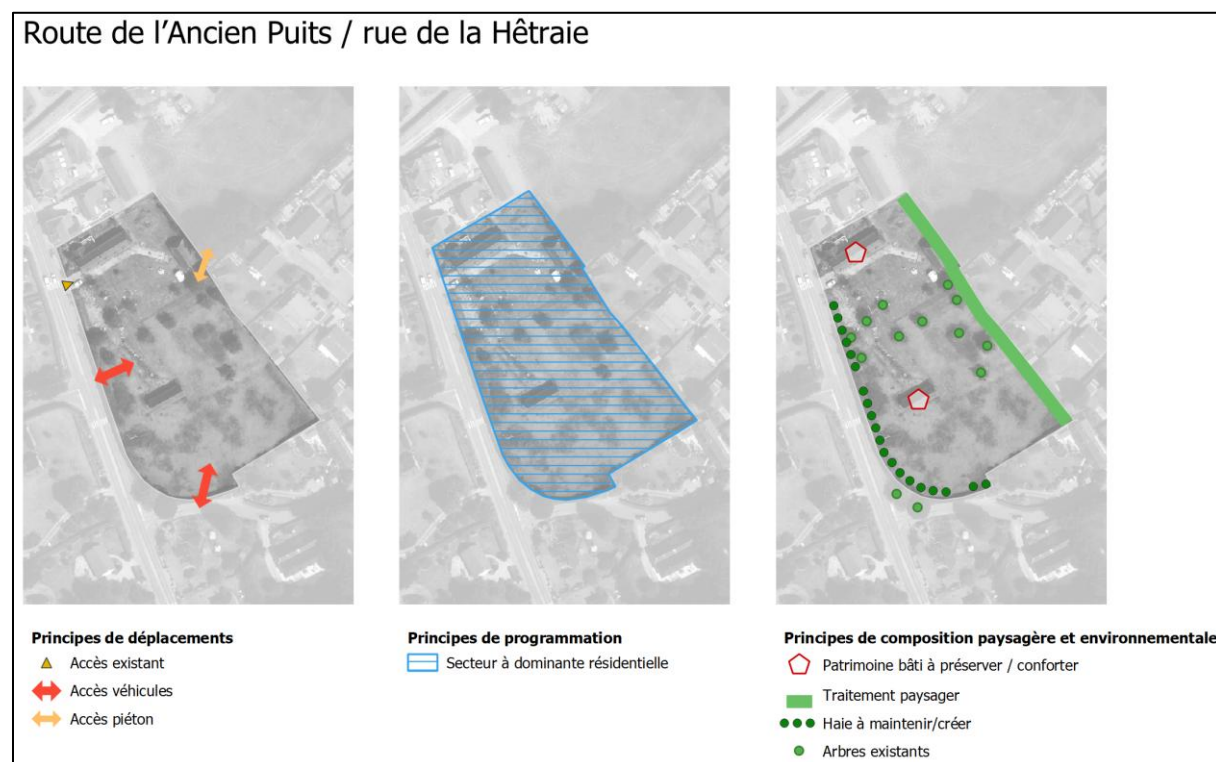 Route de l'Ancien Puits / rue de la Hêtraie
Principes de déplacements
Accès existant
Accès véhicules
Accès piéton
Principes de programmation
Secteur à dominante résidentielle
Principes de composition paysagère et environnementale
Patrimoine bâti à préserver / conforter
Traitement paysager
Haie à maintenir/créer
Arbres existants